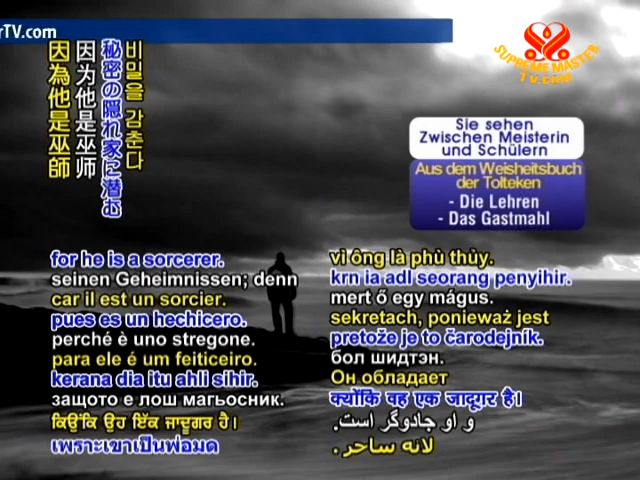 rTV.com
SUPREME MASTER
TV.COM
비밀을 감춘다
秘密の隠れ家に潜む
因为他是巫师
因為他是巫師
Sie sehen
Zwischen Meisterin
und Schülern
Aus dem Weisheitsbuch
der Tolteken
- Die Lehren
- Das Gastmahl
for he is a sorcerer.
seinen Geheimnissen; denn
car il est un sorcier.
pues es un hechicero.
perché è uno stregone.
para ele é um feiticeiro.
kerana dia itu ahli sihir.
защото е лош магьосник.
ਕਿਉਂਕਿ ਉਹ ਇੱਕ ਜਾਦੂਗਰ ਹੈ।
เพราะเขาเป็นพ่อมด
vì ông là phù thủy.
krn ia adl seorang penyihir.
mert ő egy mágus.
sekretach, ponieważ jest
pretože je to čarodejník.
бол шидтэн.
Он обладает
क्योंकि वह एक जादूगर है।
و او جادوگر است.
لانه ساحر.